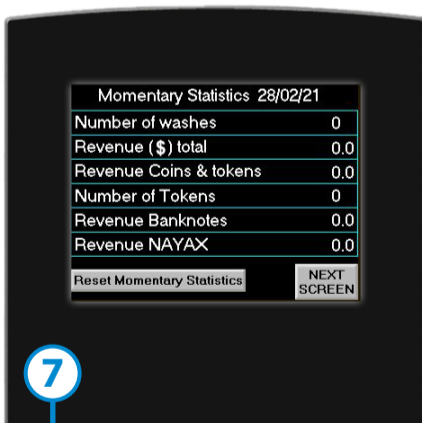 Momentary Statistics 28/02/21
Number of washes 0
Revenue ($) total 0.0
Revenue Coins & tokens 0.0
Number of Tokens 0
Revenue Banknotes 0.0
Revenue NAYAX 0.0
Reset Momentary Statistics
NEXT
SCREEN
7